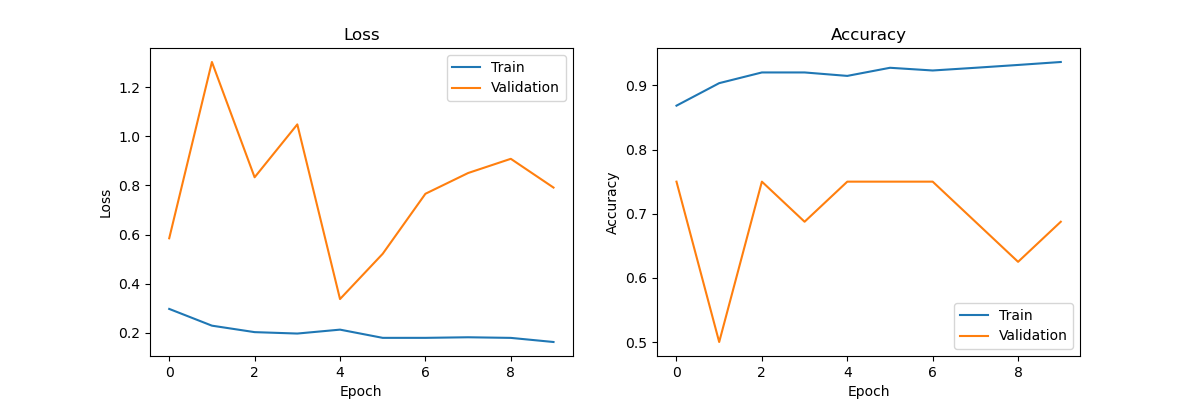 Loss
Train
Validation
1.2
1.0
0.8
0.6
0.4
0.2
Loss
0 2 4 6 8
Epoch
Accuracy
0.9
0.8
0.7
0.6
0.5
Accuracy
Train
Validation
0 2 4 6 8
Epoch